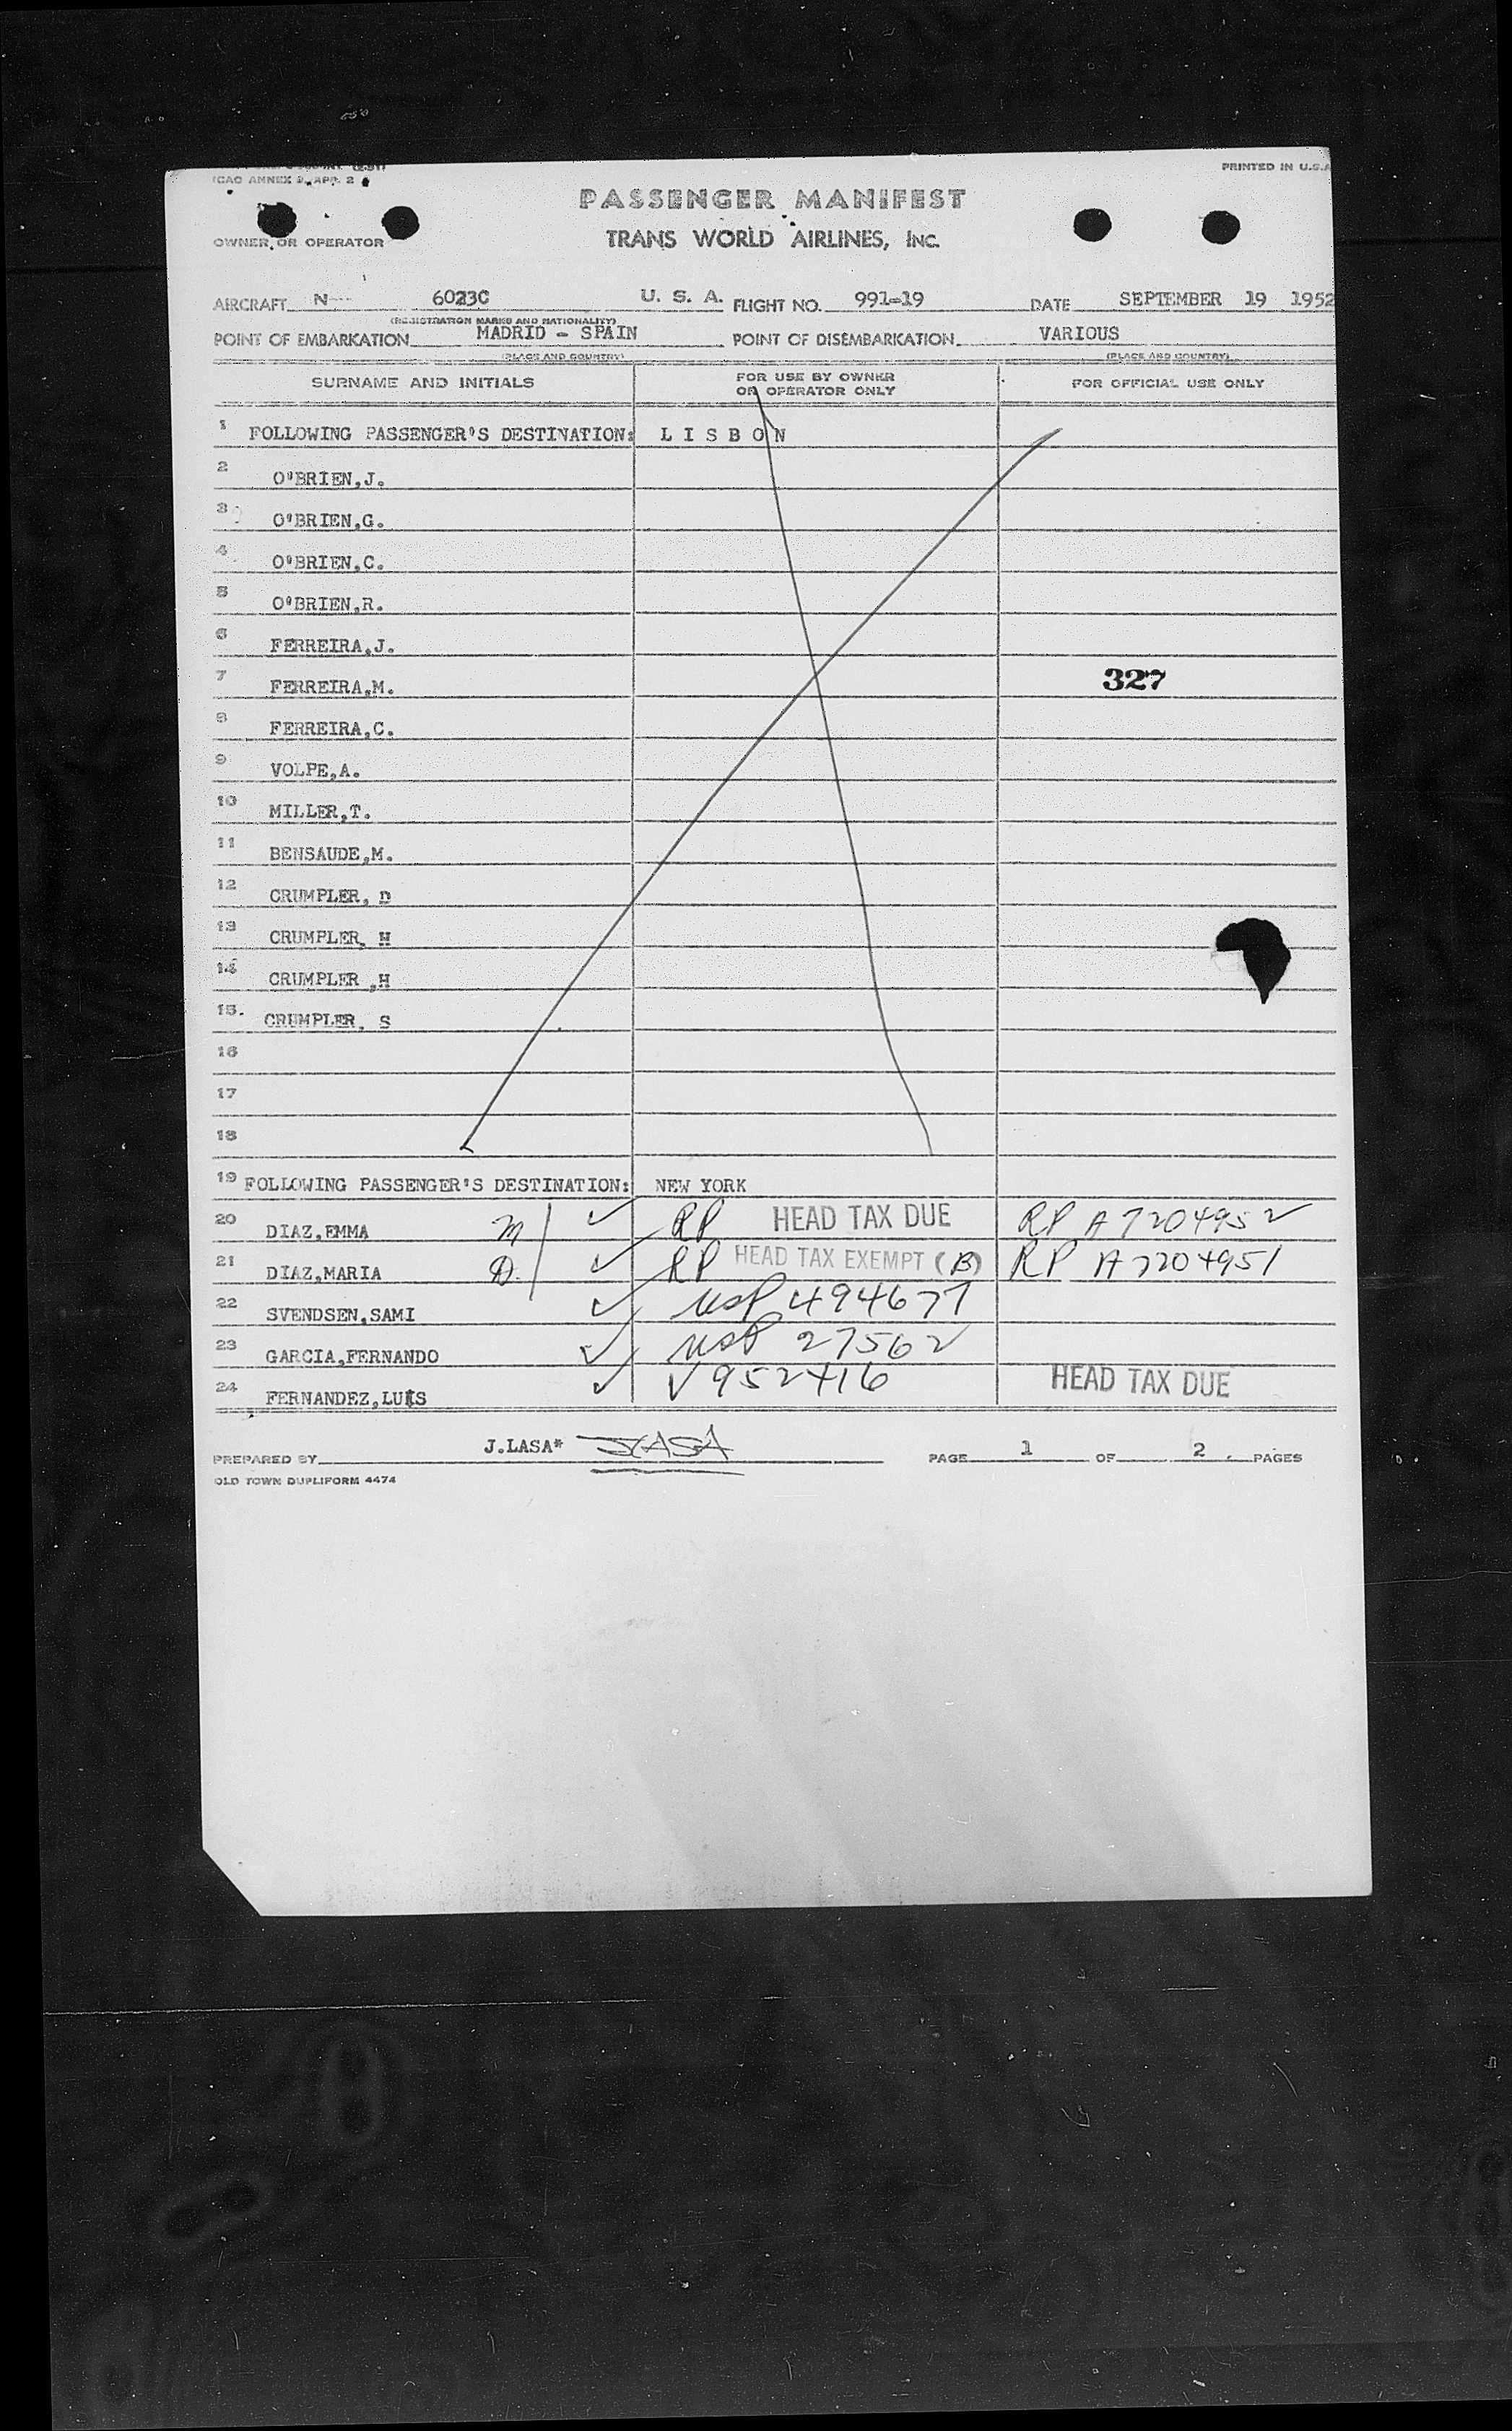 ICAO ANNEX 9, APP. 2
PRINTED IN U.S.A
PASSENGER MANIFEST
OWNER OR OPERATOR TRANS WORLD AIRLINES, INC.
AIRCRAFT N-- 6023C U. S. A. FLIGHT NO. 991-19 DATE SEPTEMBER 19 1952
(REGISTRATION MARKS AND NATIONALITY)
POINT OF EMBARKATION MADRID - SPAIN POINT OF DISEMBARKATION VARIOUS
(PLACE AND COUNTRY) (PLACE AND COUNTRY)
SURNAME AND INITIALS FOR USE BY OWNER OR OPERATOR ONLY FOR OFFICIAL USE ONLY
1 FOLLOWING PASSENGER'S DESTINATION: L I S B O N
2 O'BRIEN,J.
3 O'BRIEN,G.
4 O'BRIEN,C.
5 O'BRIEN,R.
6 FERREIRA,J.
7 FERREIRA,M. 327
8 FERREIRA,C.
9 VOLPE,A.
10 MILLER,T.
11 BENSAUDE,M.
12 CRUMPLER, D
13 CRUMPLER, H
14 CRUMPLER ,H
15. CRUMPLER, S
16
17
18
19 FOLLOWING PASSENGER'S DESTINATION: NEW YORK
20 DIAZ,EMMA M ✓ RP HEAD TAX DUE RP A7204952
21 DIAZ,MARIA D. ✓ RP HEAD TAX EXEMPT (B) RP A7204951
22 SVENDSEN,SAMI ✓ USP 494677
23 GARCIA,FERNANDO ✓ USP 27562
24 FERNANDEZ,LUIS ✓ V952416 HEAD TAX DUE
PREPARED BY J.LASA* JLASA PAGE 1 OF 2 PAGES
OLD TOWN DUPLIFORM 4474